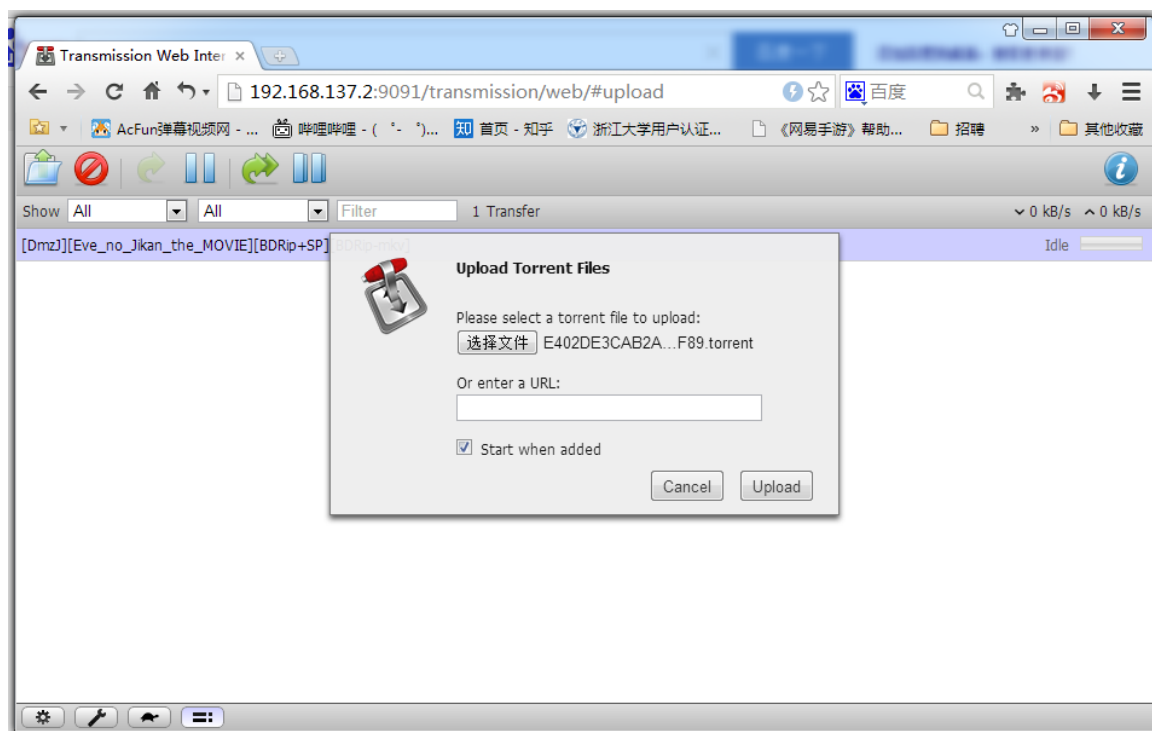 Transmission Web Inter
192.168.137.2:9091/transmission/web/#upload 百度
AcFun弹幕视频网 - ... 哔哩哔哩 - ( ゜- ゜)... 知 首页 - 知乎 浙江大学用户认证... 《网易手游》帮助... 招聘 » 其他收藏
Show All All Filter 1 Transfer 0 kB/s 0 kB/s
[DmzJ][Eve_no_Jikan_the_MOVIE][BDRip+SP] Idle
Upload Torrent Files
Please select a torrent file to upload:
选择文件 E402DE3CAB2A...F89.torrent
Or enter a URL:
Start when added
Cancel Upload